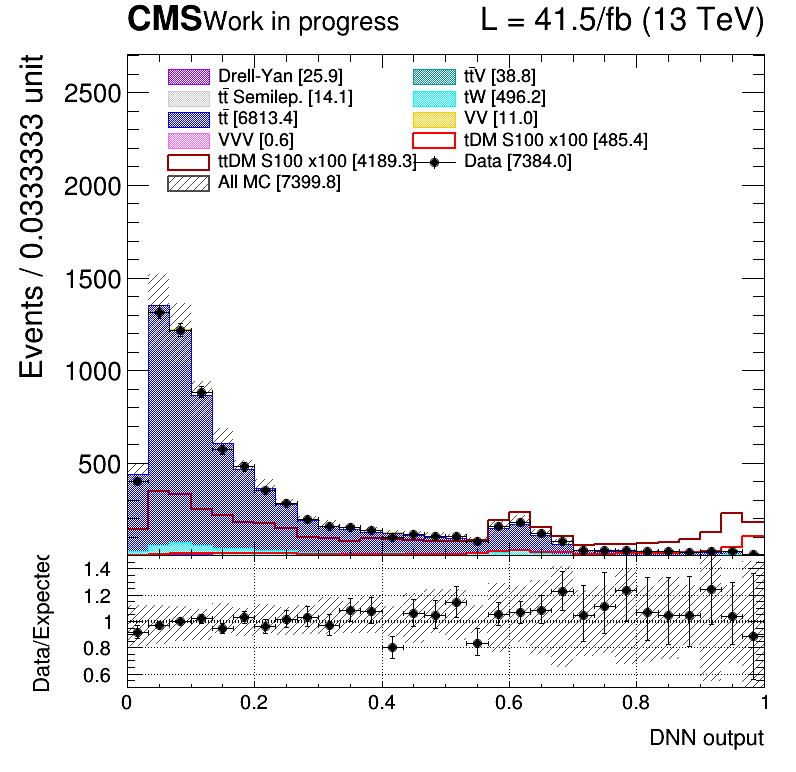 CMS Work in progress L = 41.5/fb (13 TeV)
Events / 0.0333333 unit
2500
2000
1500
1000
500
Drell-Yan [25.9] tt̄V [38.8]
tt̄ Semilep. [14.1] tW [496.2]
tt̄ [6813.4] VV [11.0]
VVV [0.6] tDM S100 x100 [485.4]
ttDM S100 x100 [4189.3] Data [7384.0]
All MC [7399.8]
Data/Expected
1.4
1.2
1
0.8
0.6
0 0.2 0.4 0.6 0.8 1
DNN output